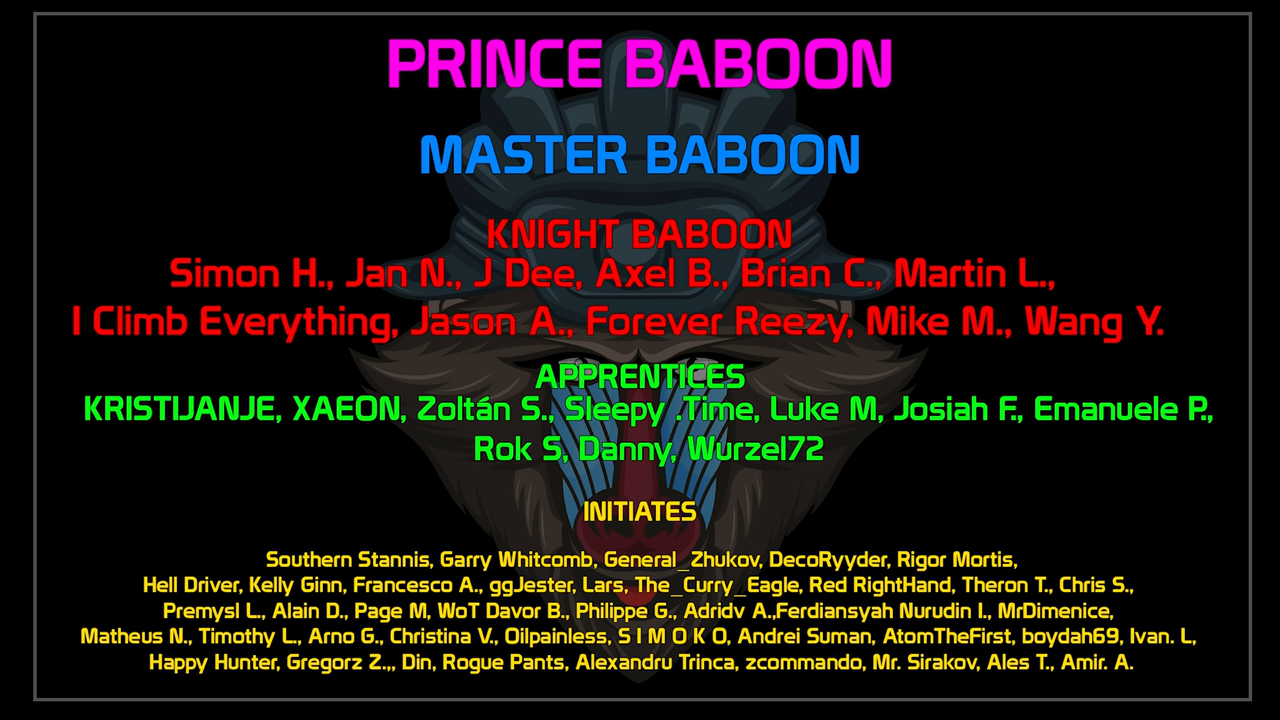 PRINCE BABOON
MASTER BABOON
KNIGHT BABOON
Simon H., Jan N., J Dee, Axel B., Brian C., Martin L.,
I Climb Everything, Jason A., Forever Reezy, Mike M., Wang Y.
APPRENTICES
KRISTIJANJE, XAEON, Zoltán S., Sleepy .Time, Luke M, Josiah F., Emanuele P.,
Rok S, Danny, Wurzel72
INITIATES
Southern Stannis, Garry Whitcomb, General_Zhukov, DecoRyyder, Rigor Mortis,
Hell Driver, Kelly Ginn, Francesco A., ggJester, Lars, The_Curry_Eagle, Red RightHand, Theron T., Chris S.,
Premysl L., Alain D., Page M, WoT Davor B., Philippe G., Adridv A.,Ferdiansyah Nurudin I., MrDimenice,
Matheus N., Timothy L., Arno G., Christina V., Oilpainless, S I M O K O, Andrei Suman, AtomTheFirst, boydah69, Ivan. L,
Happy Hunter, Gregorz Z.,, Din, Rogue Pants, Alexandru Trinca, zcommando, Mr. Sirakov, Ales T., Amir. A.